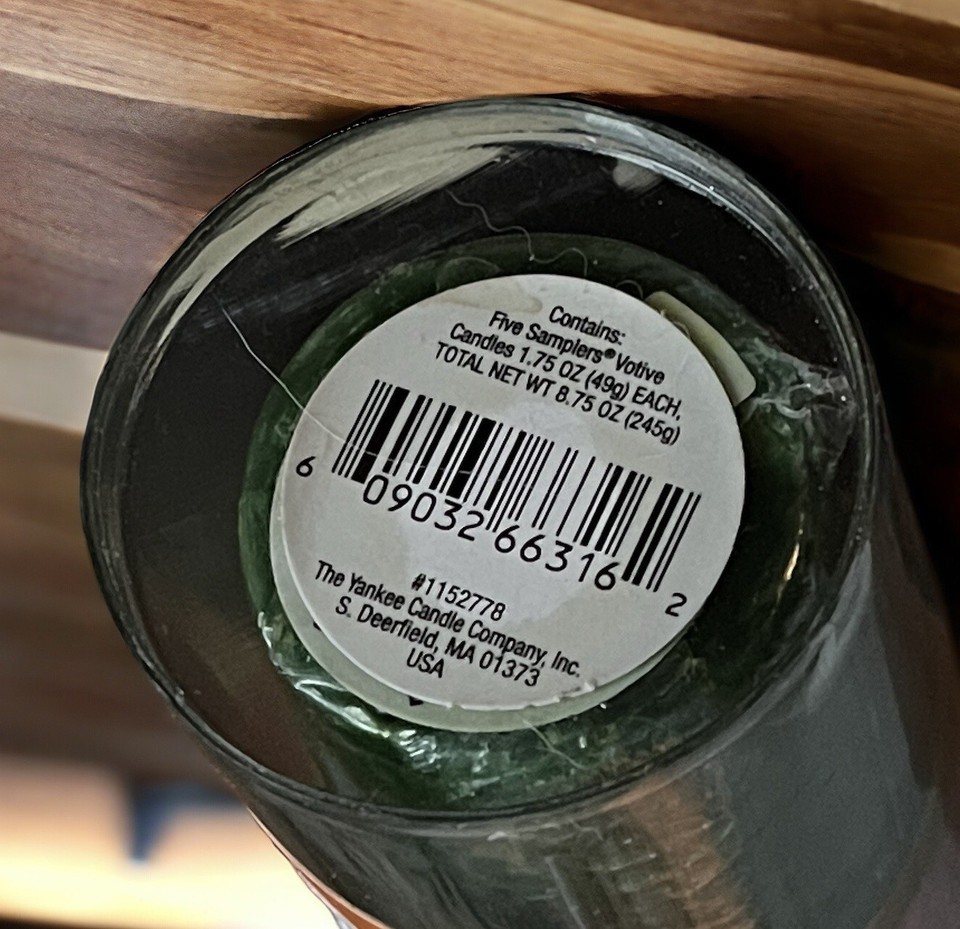 Contains:
Five Samplers® Votive
Candles 1.75 OZ (49g) EACH,
TOTAL NET WT 8.75 OZ (245g)
6 09032 66316 2
#1152778
The Yankee Candle Company, Inc.
S. Deerfield, MA 01373
USA